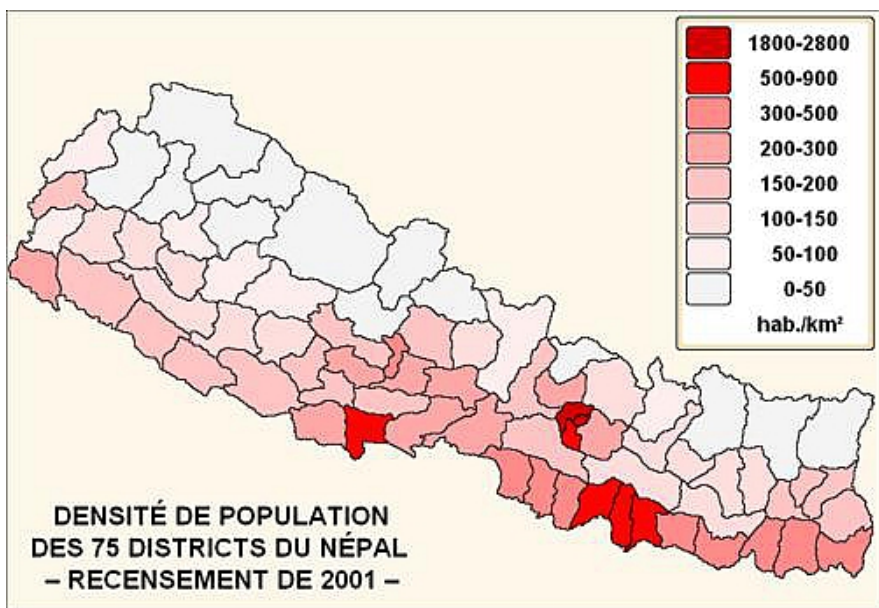 1800-2800
500-900
300-500
200-300
150-200
100-150
50-100
0-50
hab./km²
DENSITÉ DE POPULATION
DES 75 DISTRICTS DU NÉPAL
– RECENSEMENT DE 2001 –